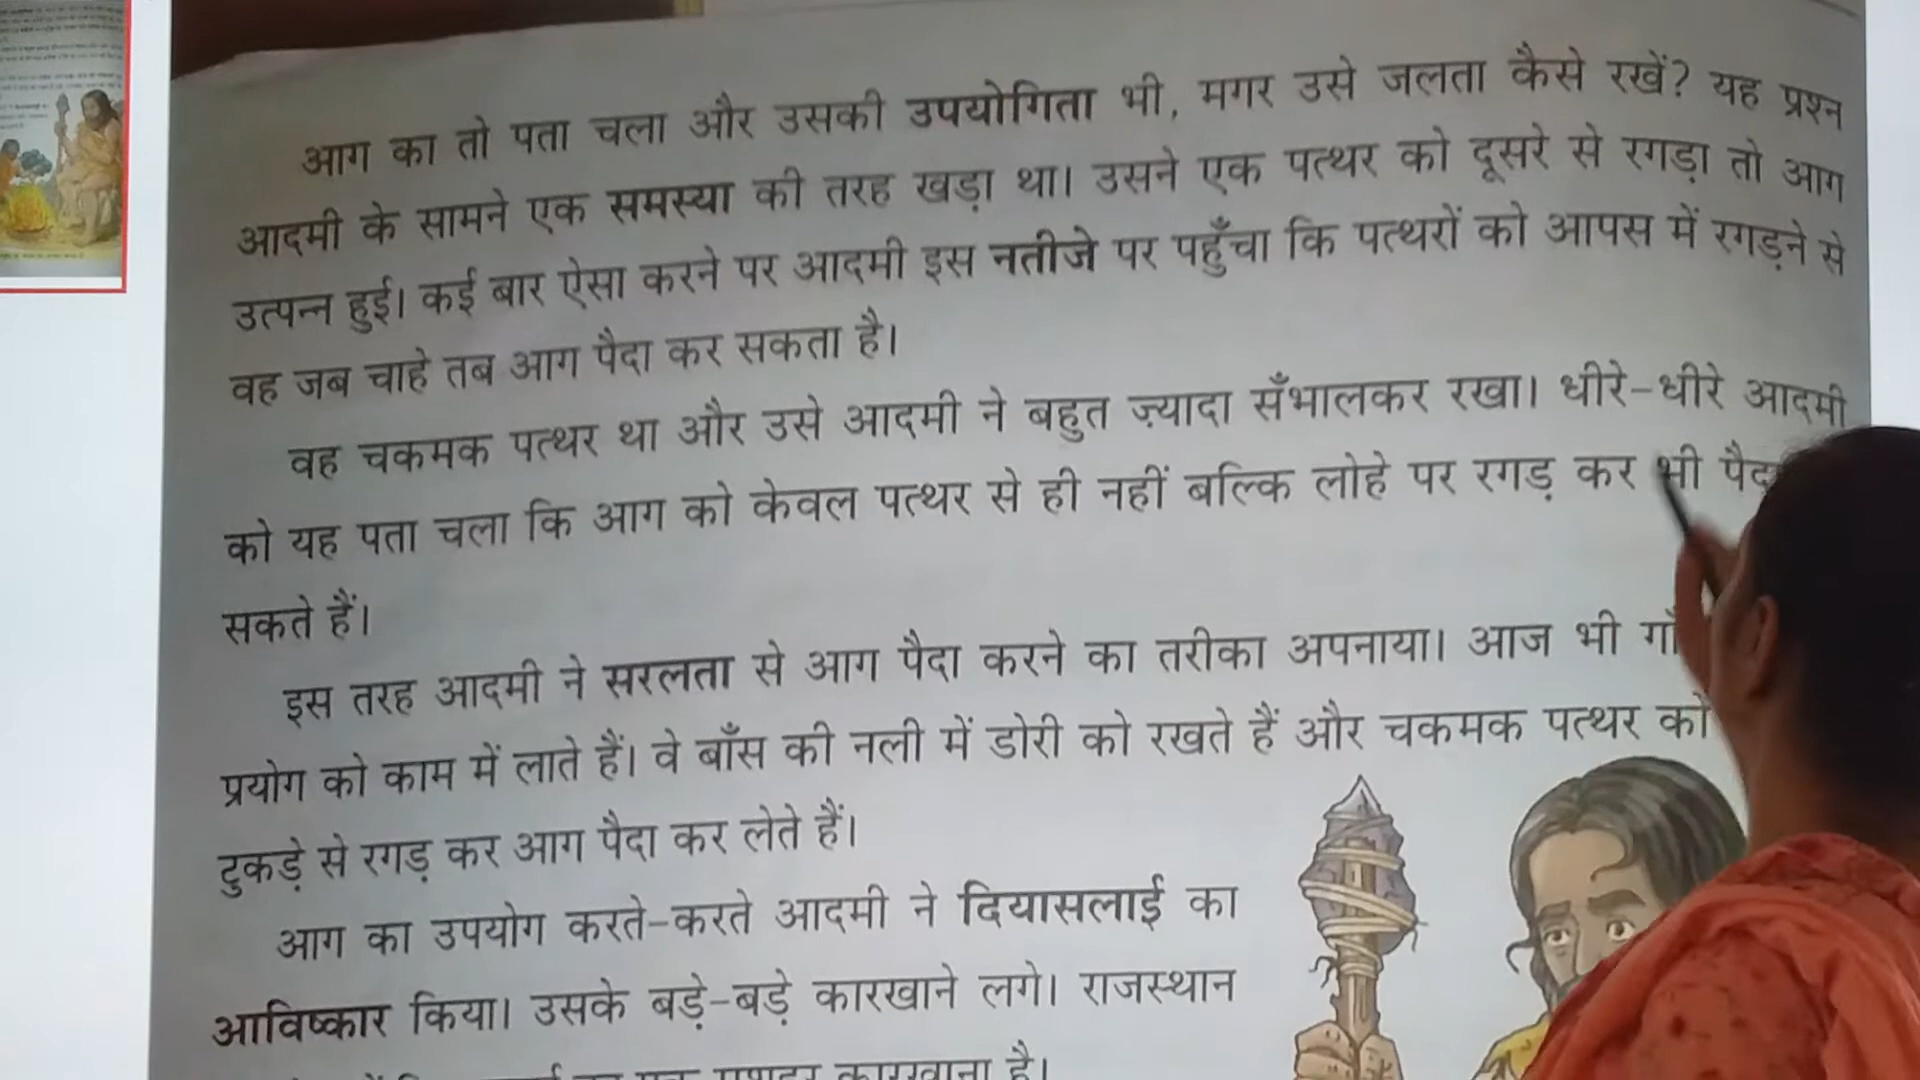 आग का तो पता चला और उसकी उपयोगिता भी, मगर उसे जलता कैसे रखें? यह प्रश्न
आदमी के सामने एक समस्या की तरह खड़ा था। उसने एक पत्थर को दूसरे से रगड़ा तो आग
उत्पन्न हुई। कई बार ऐसा करने पर आदमी इस नतीजे पर पहुँचा कि पत्थरों को आपस में रगड़ने से
वह जब चाहे तब आग पैदा कर सकता है।
वह चकमक पत्थर था और उसे आदमी ने बहुत ज़्यादा सँभालकर रखा। धीरे-धीरे आदमी
को यह पता चला कि आग को केवल पत्थर से ही नहीं बल्कि लोहे पर रगड़ कर भी
सकते हैं।
इस तरह आदमी ने सरलता से आग पैदा करने का तरीका अपनाया। आज भी
प्रयोग को काम में लाते हैं। वे बाँस की नली में डोरी को रखते हैं और चकमक पत्थर को
टुकड़े से रगड़ कर आग पैदा कर लेते हैं।
आग का उपयोग करते-करते आदमी ने दियासलाई का
आविष्कार किया। उसके बड़े-बड़े कारखाने लगे। राजस्थान
कारखाना है।